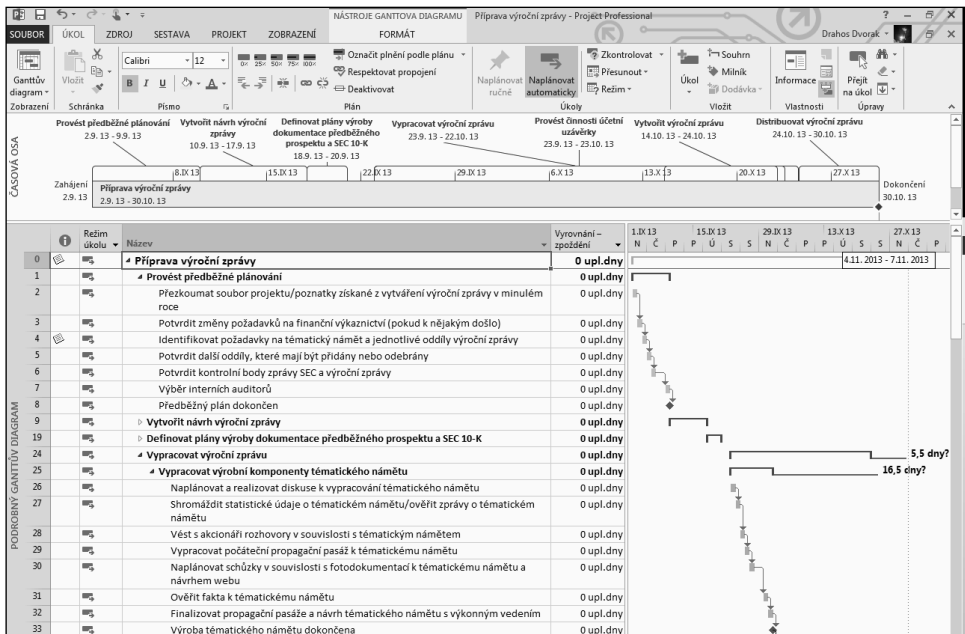 NÁSTROJE GANTTOVA DIAGRAMU
Příprava výroční zprávy - Project Professional
SOUBOR ÚKOL ZDROJ SESTAVA PROJEKT ZOBRAZENÍ FORMÁT
Drahos Dvorak
Ganttův
diagram
Vložit
Calibri 12
B I U A
0% 25% 50% 75% 100%
Označit plnění podle plánu
Respektovat propojení
Deaktivovat
Naplánovat
ručně
Naplánovat
automaticky
Zkontrolovat
Přesunout
Režim
Úkol
Souhrn
Milník
Dodávka
Informace
Přejít
na úkol
Zobrazení Schránka Písmo Plán Úkoly Vložit Vlastnosti Úpravy
ČASOVÁ OSA
Provést předběžné plánování
2.9. 13 - 9.9. 13
Vytvořit návrh výroční
zprávy
10.9. 13 - 17.9. 13
Definovat plány výroby
dokumentace předběžného
prospektu a SEC 10-K
18.9. 13 - 20.9. 13
Vypracovat výroční zprávu
23.9. 13 - 22.10. 13
Provést činnosti účetní
uzávěrky
23.9. 13 - 23.10. 13
Vytvořit výroční zprávu
14.10. 13 - 24.10. 13
Distribuovat výroční zprávu
24.10. 13 - 30.10. 13
8.IX 13 15.IX 13 22.IX 13 29.IX 13 6.X 13 13.X 13 20.X 13 27.X 13
Zahájení
2.9. 13
Příprava výroční zprávy
2.9. 13 - 30.10. 13
Dokončení
30.10. 13
PODROBNÝ GANTTŮV DIAGRAM
Režim
úkolu
Název
Vyrovnání –
zpoždění
1.IX 13 15.IX 13 29.IX 13 13.X 13 27.X 13
N Č P P Ú S S N Č P P Ú S S N Č P
0 Příprava výroční zprávy 0 upl.dny
4.11. 2013 - 7.11. 2013
1 Provést předběžné plánování 0 upl.dny
2 Přezkoumat soubor projektu/poznatky získané z vytváření výroční zprávy v minulém 0 upl.dny
roce
3 Potvrdit změny požadavků na finanční výkaznictví (pokud k nějakým došlo) 0 upl.dny
4 Identifikovat požadavky na tématický námět a jednotlivé oddíly výroční zprávy 0 upl.dny
5 Potvrdit další oddíly, které mají být přidány nebo odebrány 0 upl.dny
6 Potvrdit kontrolní body zprávy SEC a výroční zprávy 0 upl.dny
7 Výběr interních auditorů 0 upl.dny
8 Předběžný plán dokončen 0 upl.dny
9 Vytvořit návrh výroční zprávy 0 upl.dny
19 Definovat plány výroby dokumentace předběžného prospektu a SEC 10-K 0 upl.dny
24 Vypracovat výroční zprávu 0 upl.dny 5,5 dny?
25 Vypracovat výrobní komponenty tématického námětu 0 upl.dny 16,5 dny?
26 Naplánovat a realizovat diskuse k vypracování tématického námětu 0 upl.dny
27 Shromáždit statistické údaje o tématickém námětu/ověřit zprávy o tématickém 0 upl.dny
námětu
28 Vést s akcionáři rozhovory v souvislosti s tématickým námětem 0 upl.dny
29 Vypracovat počáteční propagační pasáž k tématickému námětu 0 upl.dny
30 Naplánovat schůzky v souvislosti s fotodokumentací k tématickému námětu a 0 upl.dny
návrhem webu
31 Ověřit fakta k tématickému námětu 0 upl.dny
32 Finalizovat propagační pasáže a návrh tématického námětu s výkonným vedením 0 upl.dny
33 Výroba tématického námětu dokončena 0 upl.dny